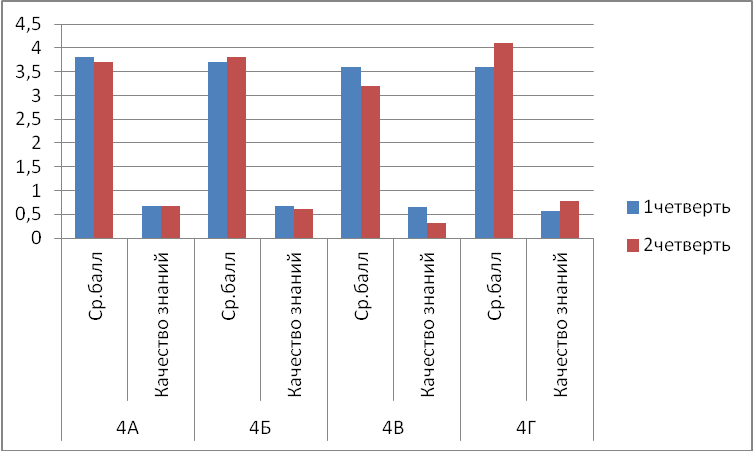 4,5
4
3,5
3
2,5
2
1,5
1
0,5
0
Ср.балл
Качество знаний
Ср.балл
Качество знаний
Ср.балл
Качество знаний
Ср.балл
Качество знаний
4А
4Б
4В
4Г
1четверть
2четверть